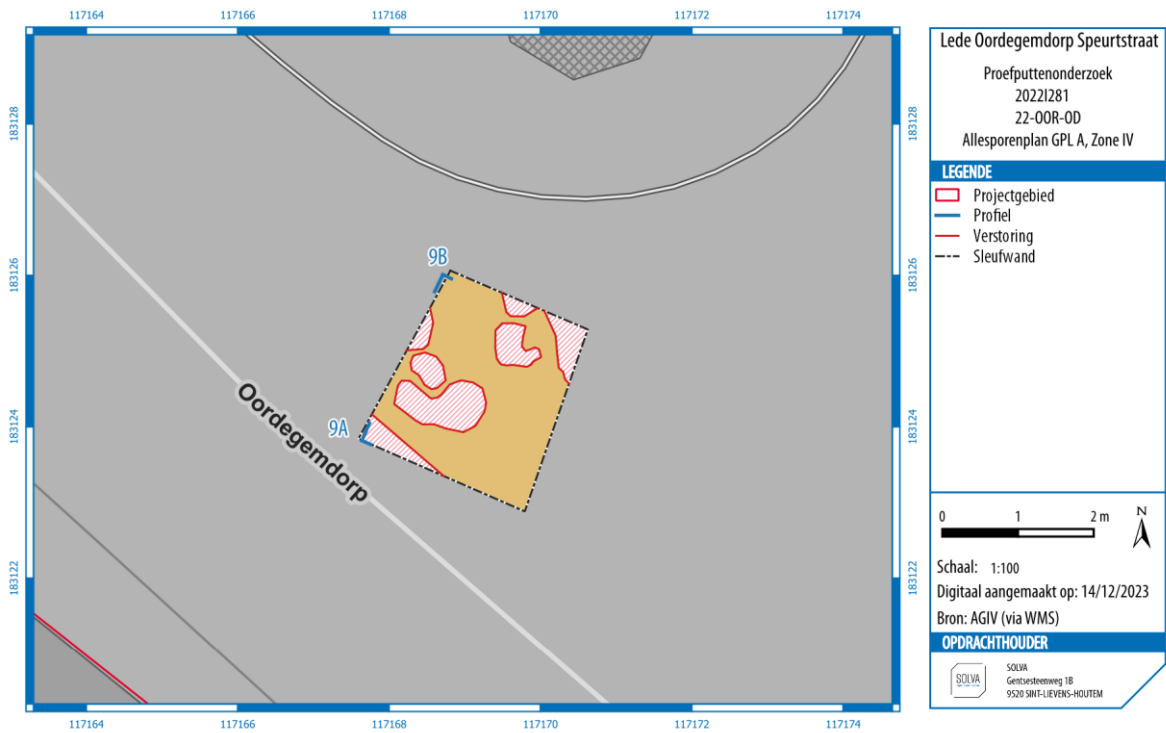 117164 117166 117168 117170 117172 117174
183128 183128
183126 183126
9B
183124 183124
9A
Oordegemdorp
183122 183122
117164 117166 117168 117170 117172 117174
Lede Oordegemdorp Speurtstraat
Proefputtenonderzoek
2022I281
22-OOR-OD
Allesporenplan GPL A, Zone IV
LEGENDE
Projectgebied
Profiel
Verstoring
Sleufwand
0 1 2 m
N
Schaal: 1:100
Digitaal aangemaakt op: 14/12/2023
Bron: AGIV (via WMS)
OPDRACHTHOUDER
SOLVA
SOLVA
Gentsesteenweg 1B
9520 SINT-LIEVENS-HOUTEM